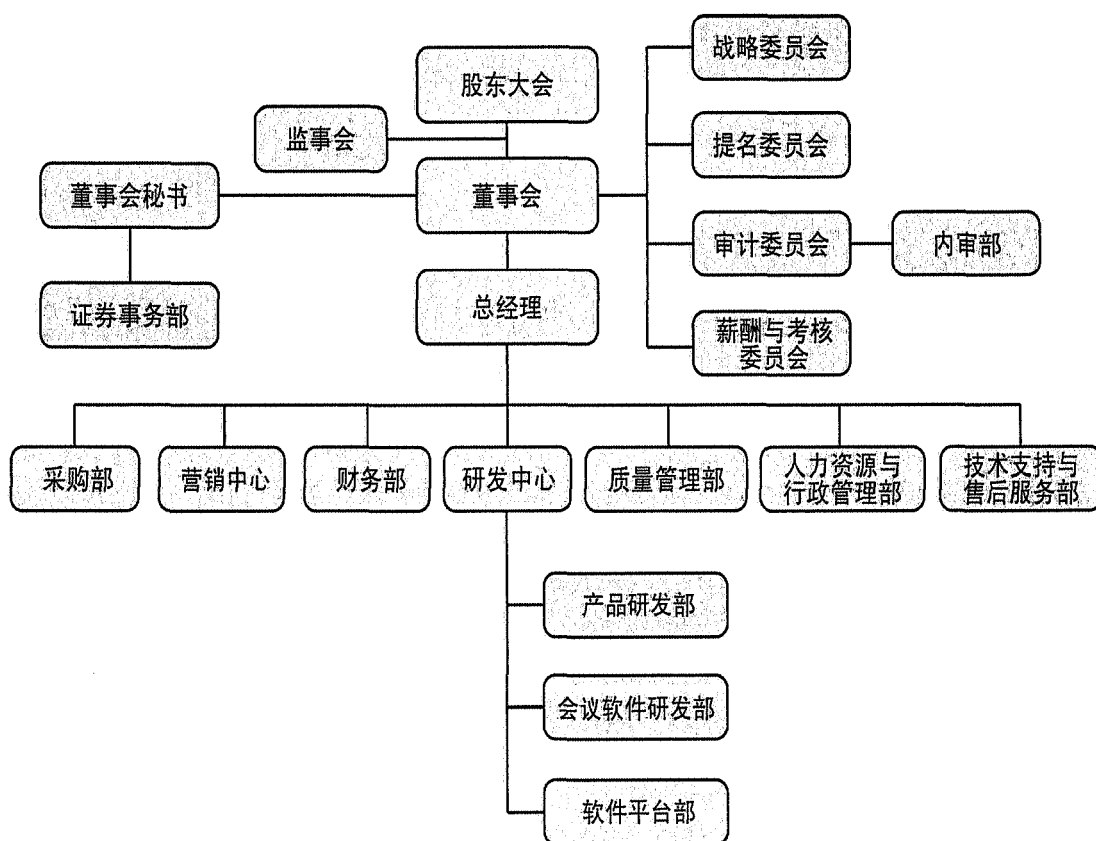 战略委员会
股东大会
监事会
提名委员会
董事会秘书
董事会
审计委员会
内审部
证券事务部
总经理
薪酬与考核
委员会
采购部
营销中心
财务部
研发中心
质量管理部
人力资源与
行政管理部
技术支持与
售后服务部
产品研发部
会议软件研发部
软件平台部